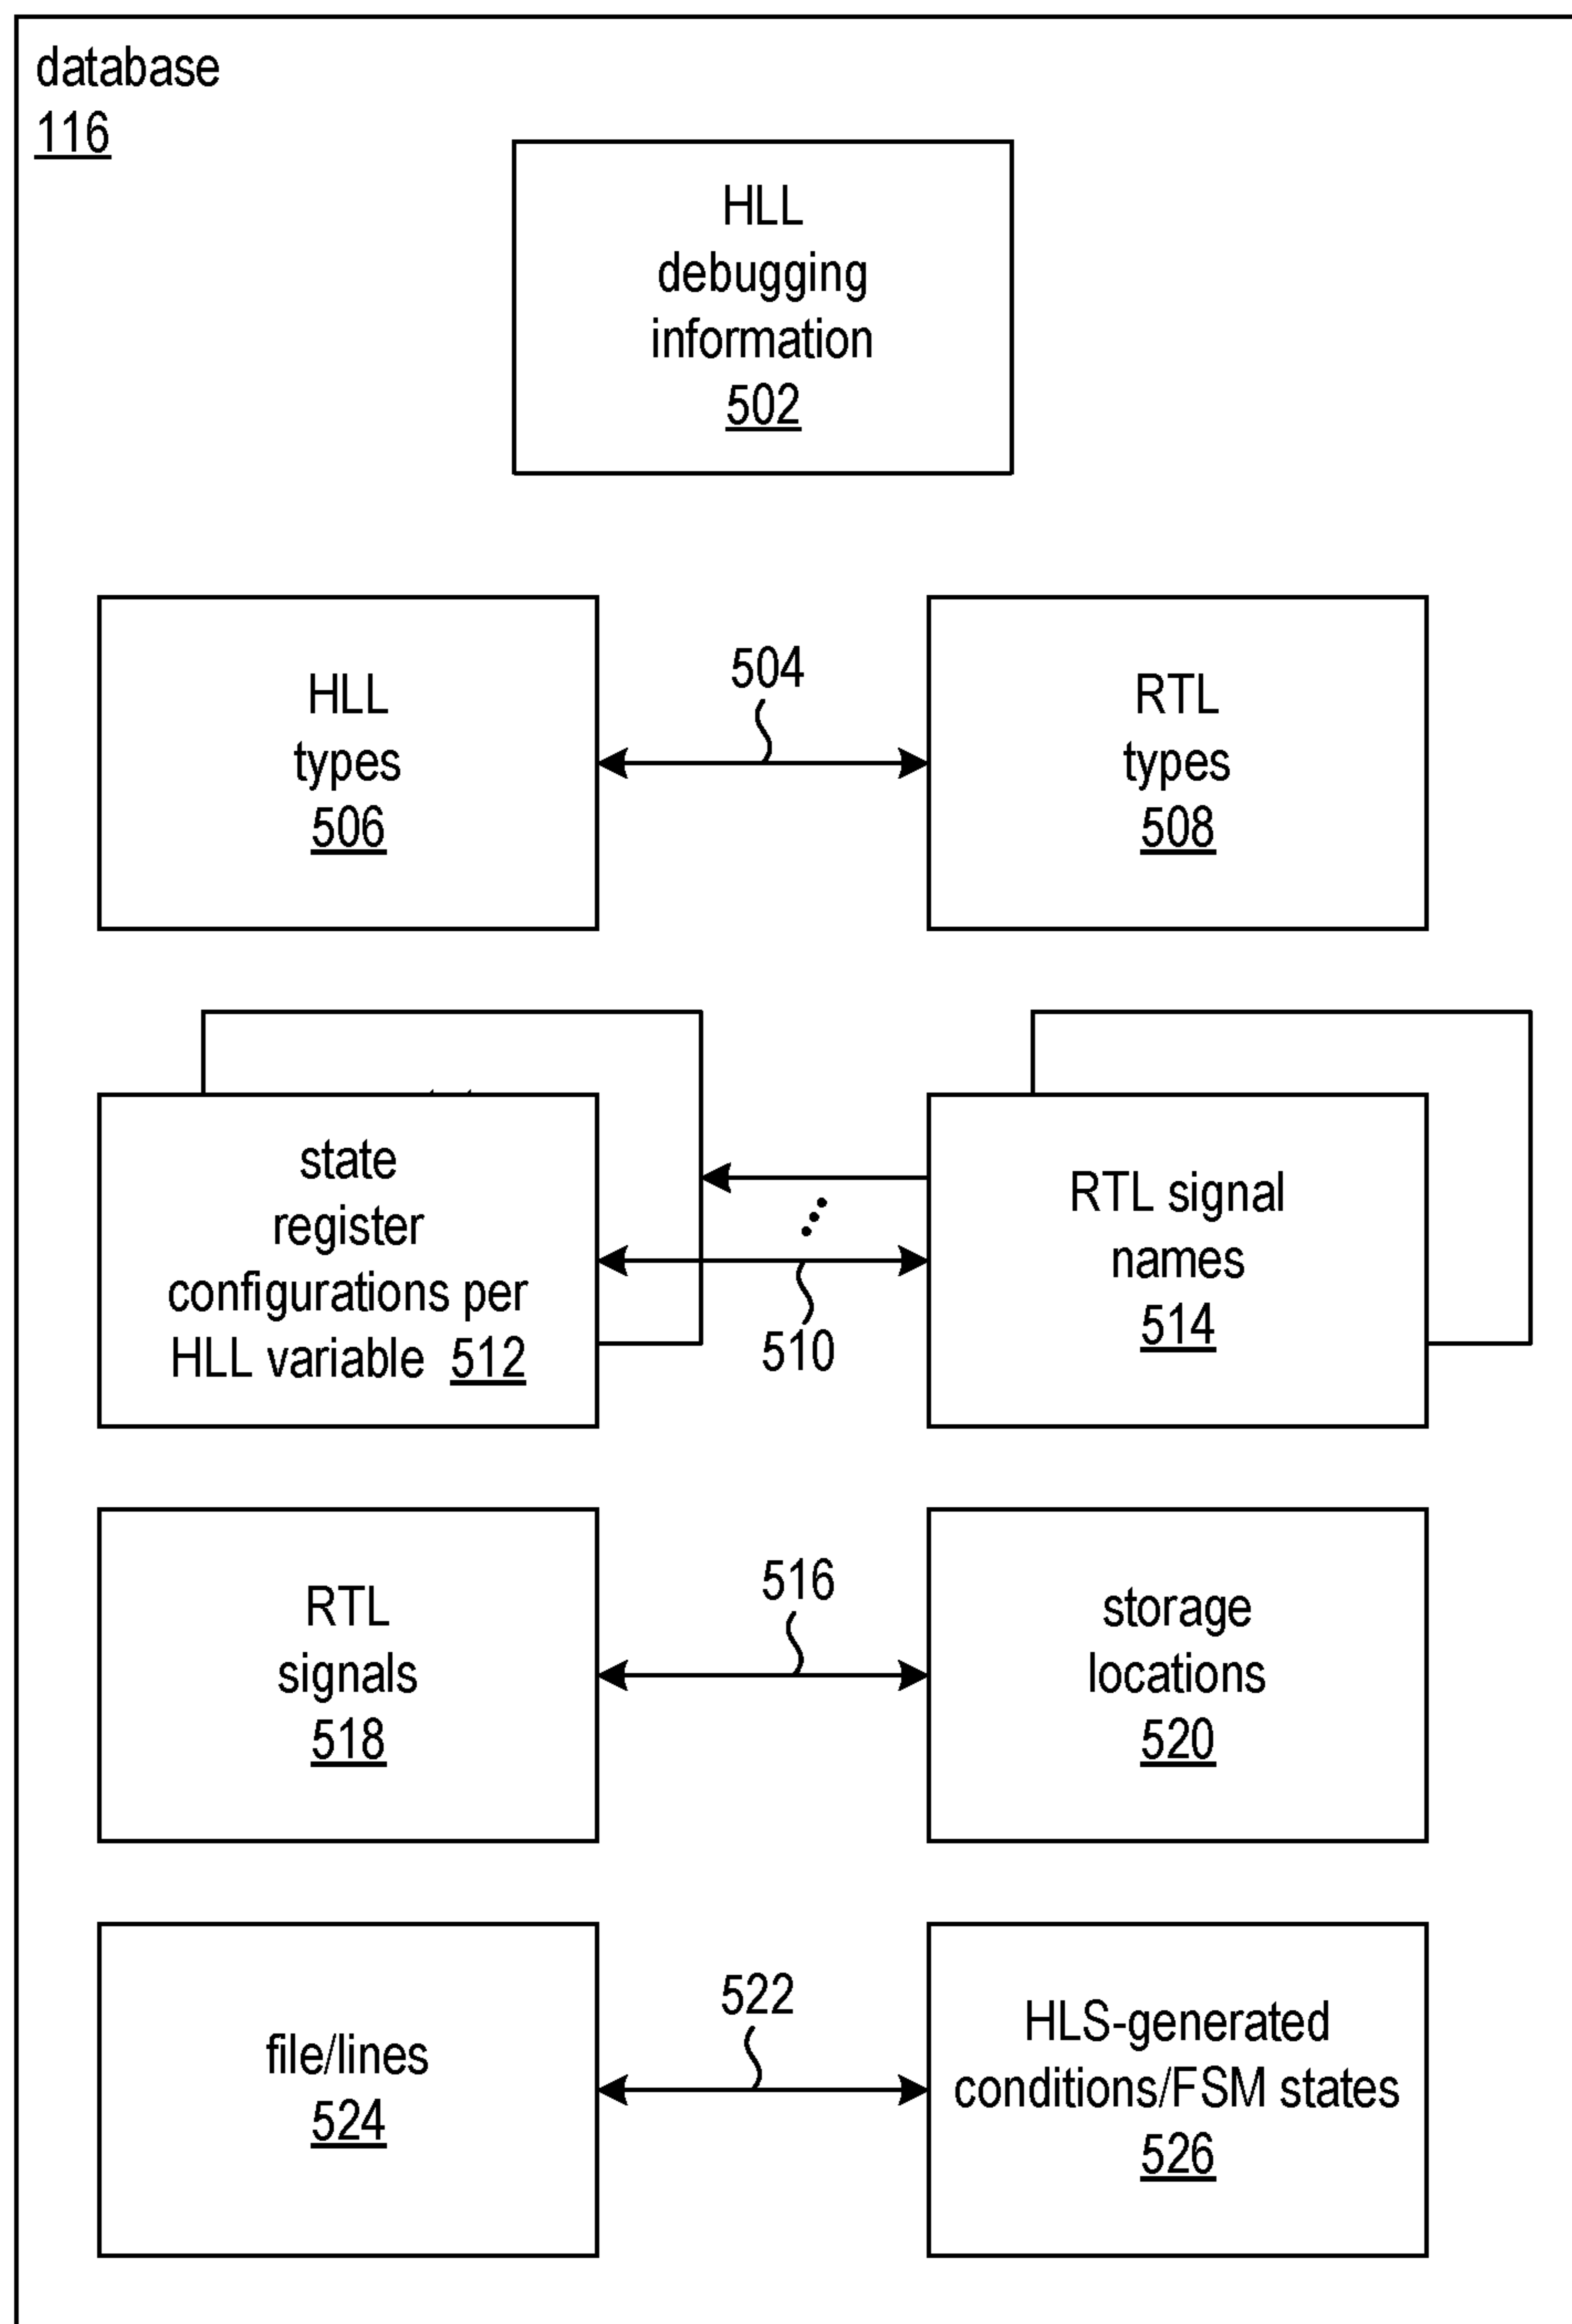 database
116
HLL
debugging
information
502
HLL
types
506
504
RTL
types
508
state
register
configurations per
HLL variable 512
510
RTL signal
names
514
RTL
signals
518
516
storage
locations
520
file/lines
524
522
HLS-generated
conditions/FSM states
526